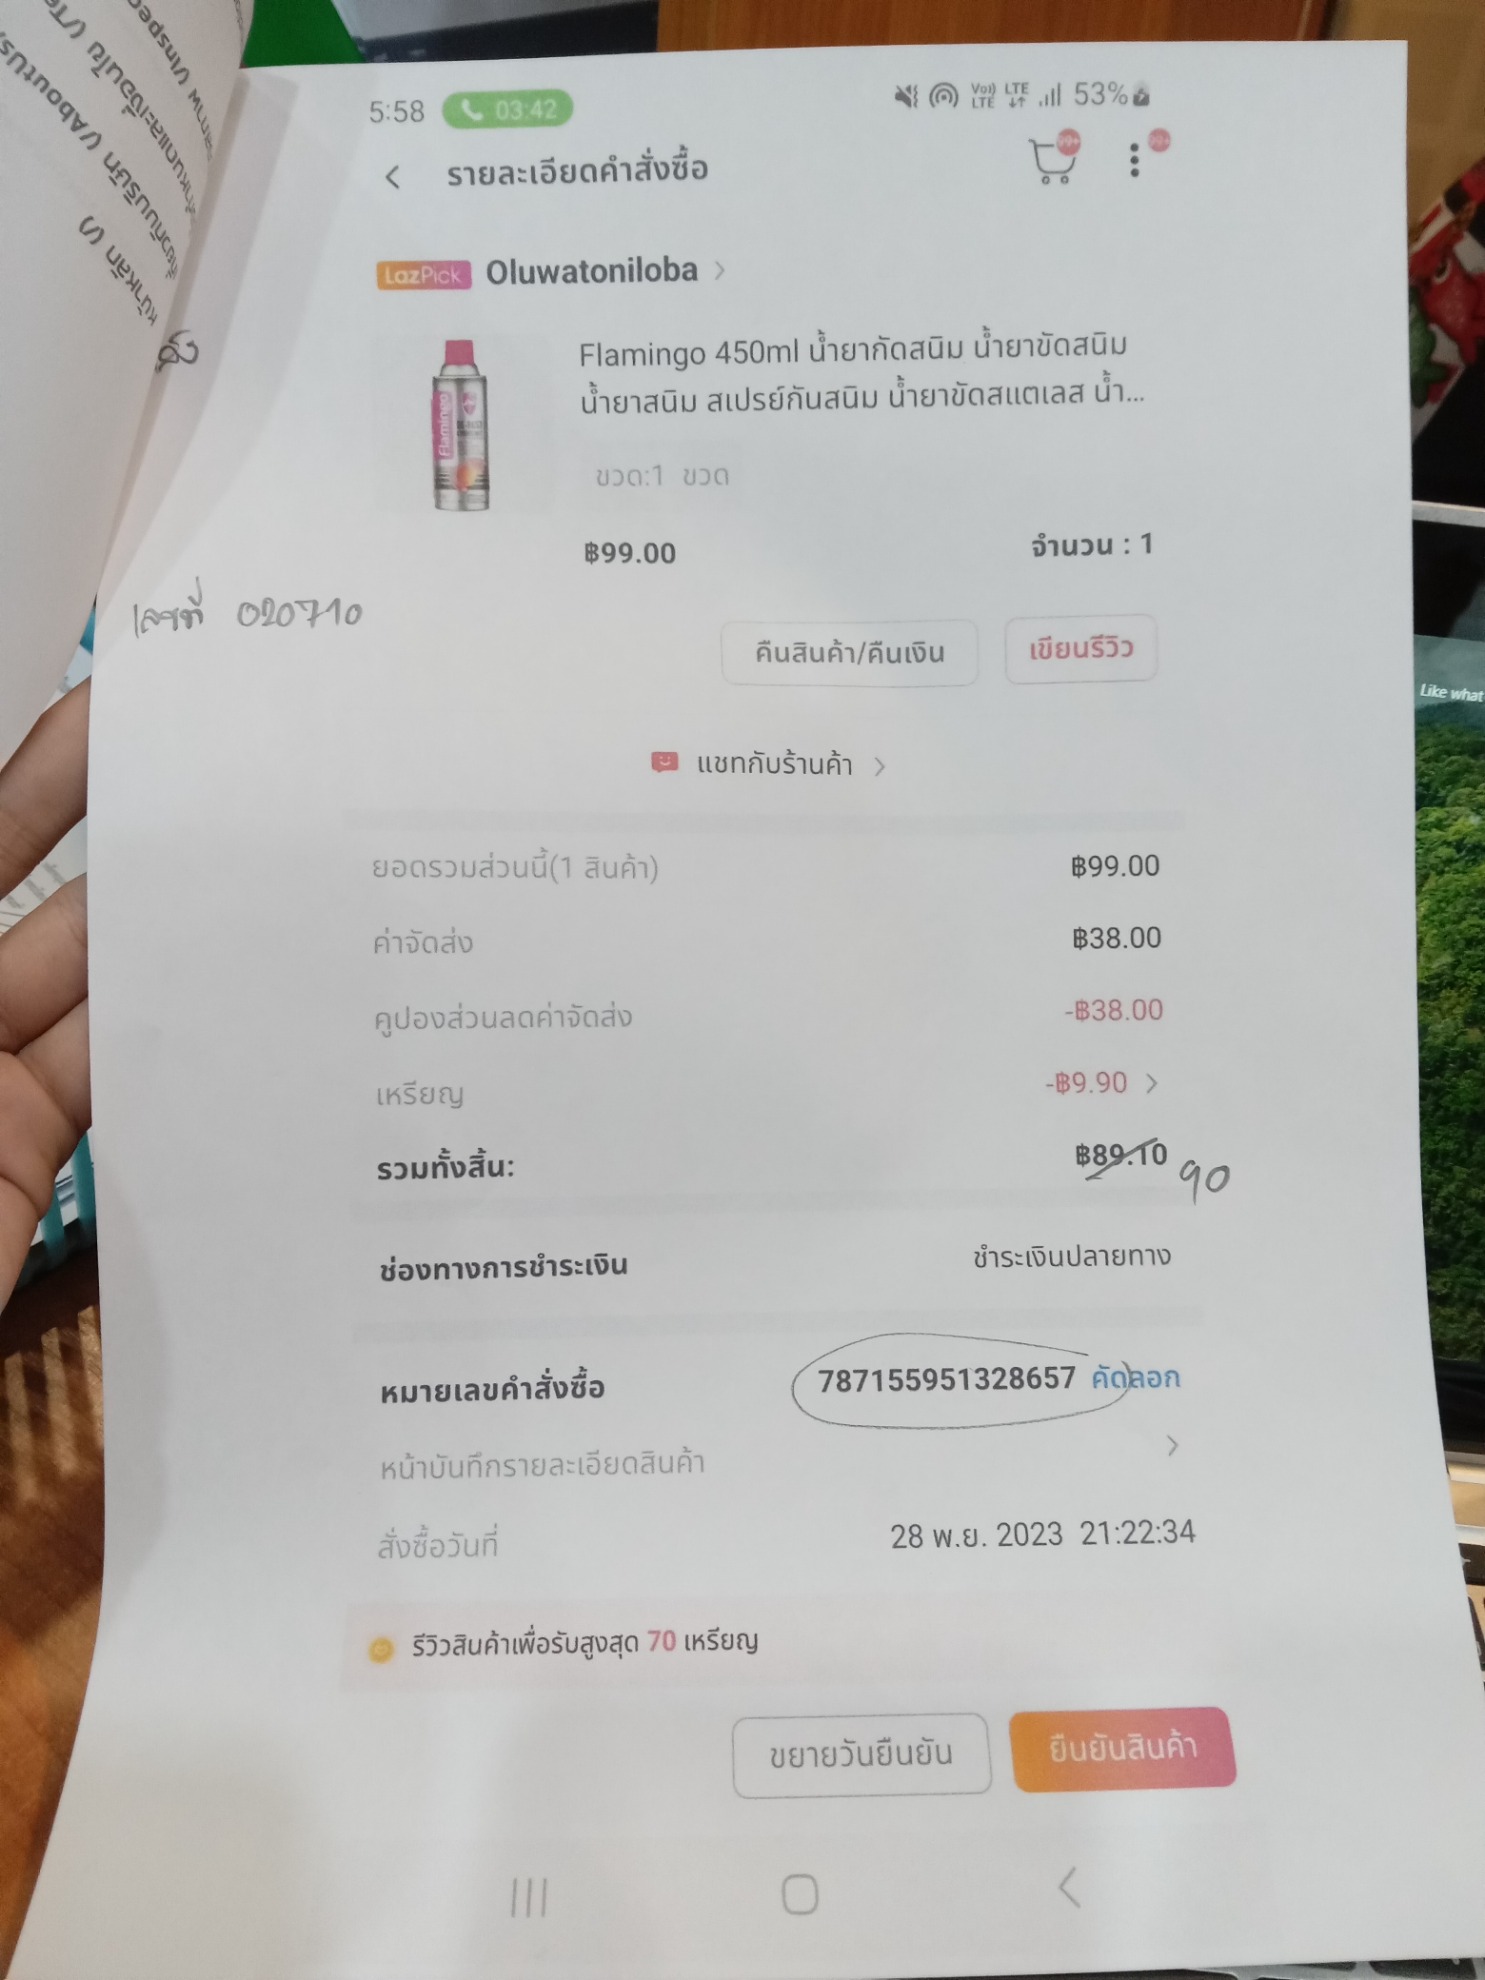 5:58 03:42 Vo)) LTE LTE 53%
รายละเอียดคำสั่งซื้อ 99+ 99+
LazPick Oluwatoniloba
Flamingo 450ml น้ำยากัดสนิม น้ำยาขัดสนิม
น้ำยาสนิม สเปรย์กันสนิม น้ำยาขัดสแตเลส น้ำ...
Flamingo
ขวด:1 ขวด
฿99.00 จำนวน : 1
เลขที่ 020710
คืนสินค้า/คืนเงิน เขียนรีวิว
แชทกับร้านค้า
ยอดรวมส่วนนี้(1 สินค้า) ฿99.00
ค่าจัดส่ง ฿38.00
คูปองส่วนลดค่าจัดส่ง -฿38.00
เหรียญ -฿9.90
รวมทั้งสิ้น: ฿89.10 90
ช่องทางการชำระเงิน ชำระเงินปลายทาง
หมายเลขคำสั่งซื้อ 787155951328657 คัดลอก
หน้าบันทึกรายละเอียดสินค้า
สั่งซื้อวันที่ 28 พ.ย. 2023 21:22:34
รีวิวสินค้าเพื่อรับสูงสุด 70 เหรียญ
ขยายวันยืนยัน ยืนยันสินค้า
หน้าหลัก (/)
(/AboutUs
Like what